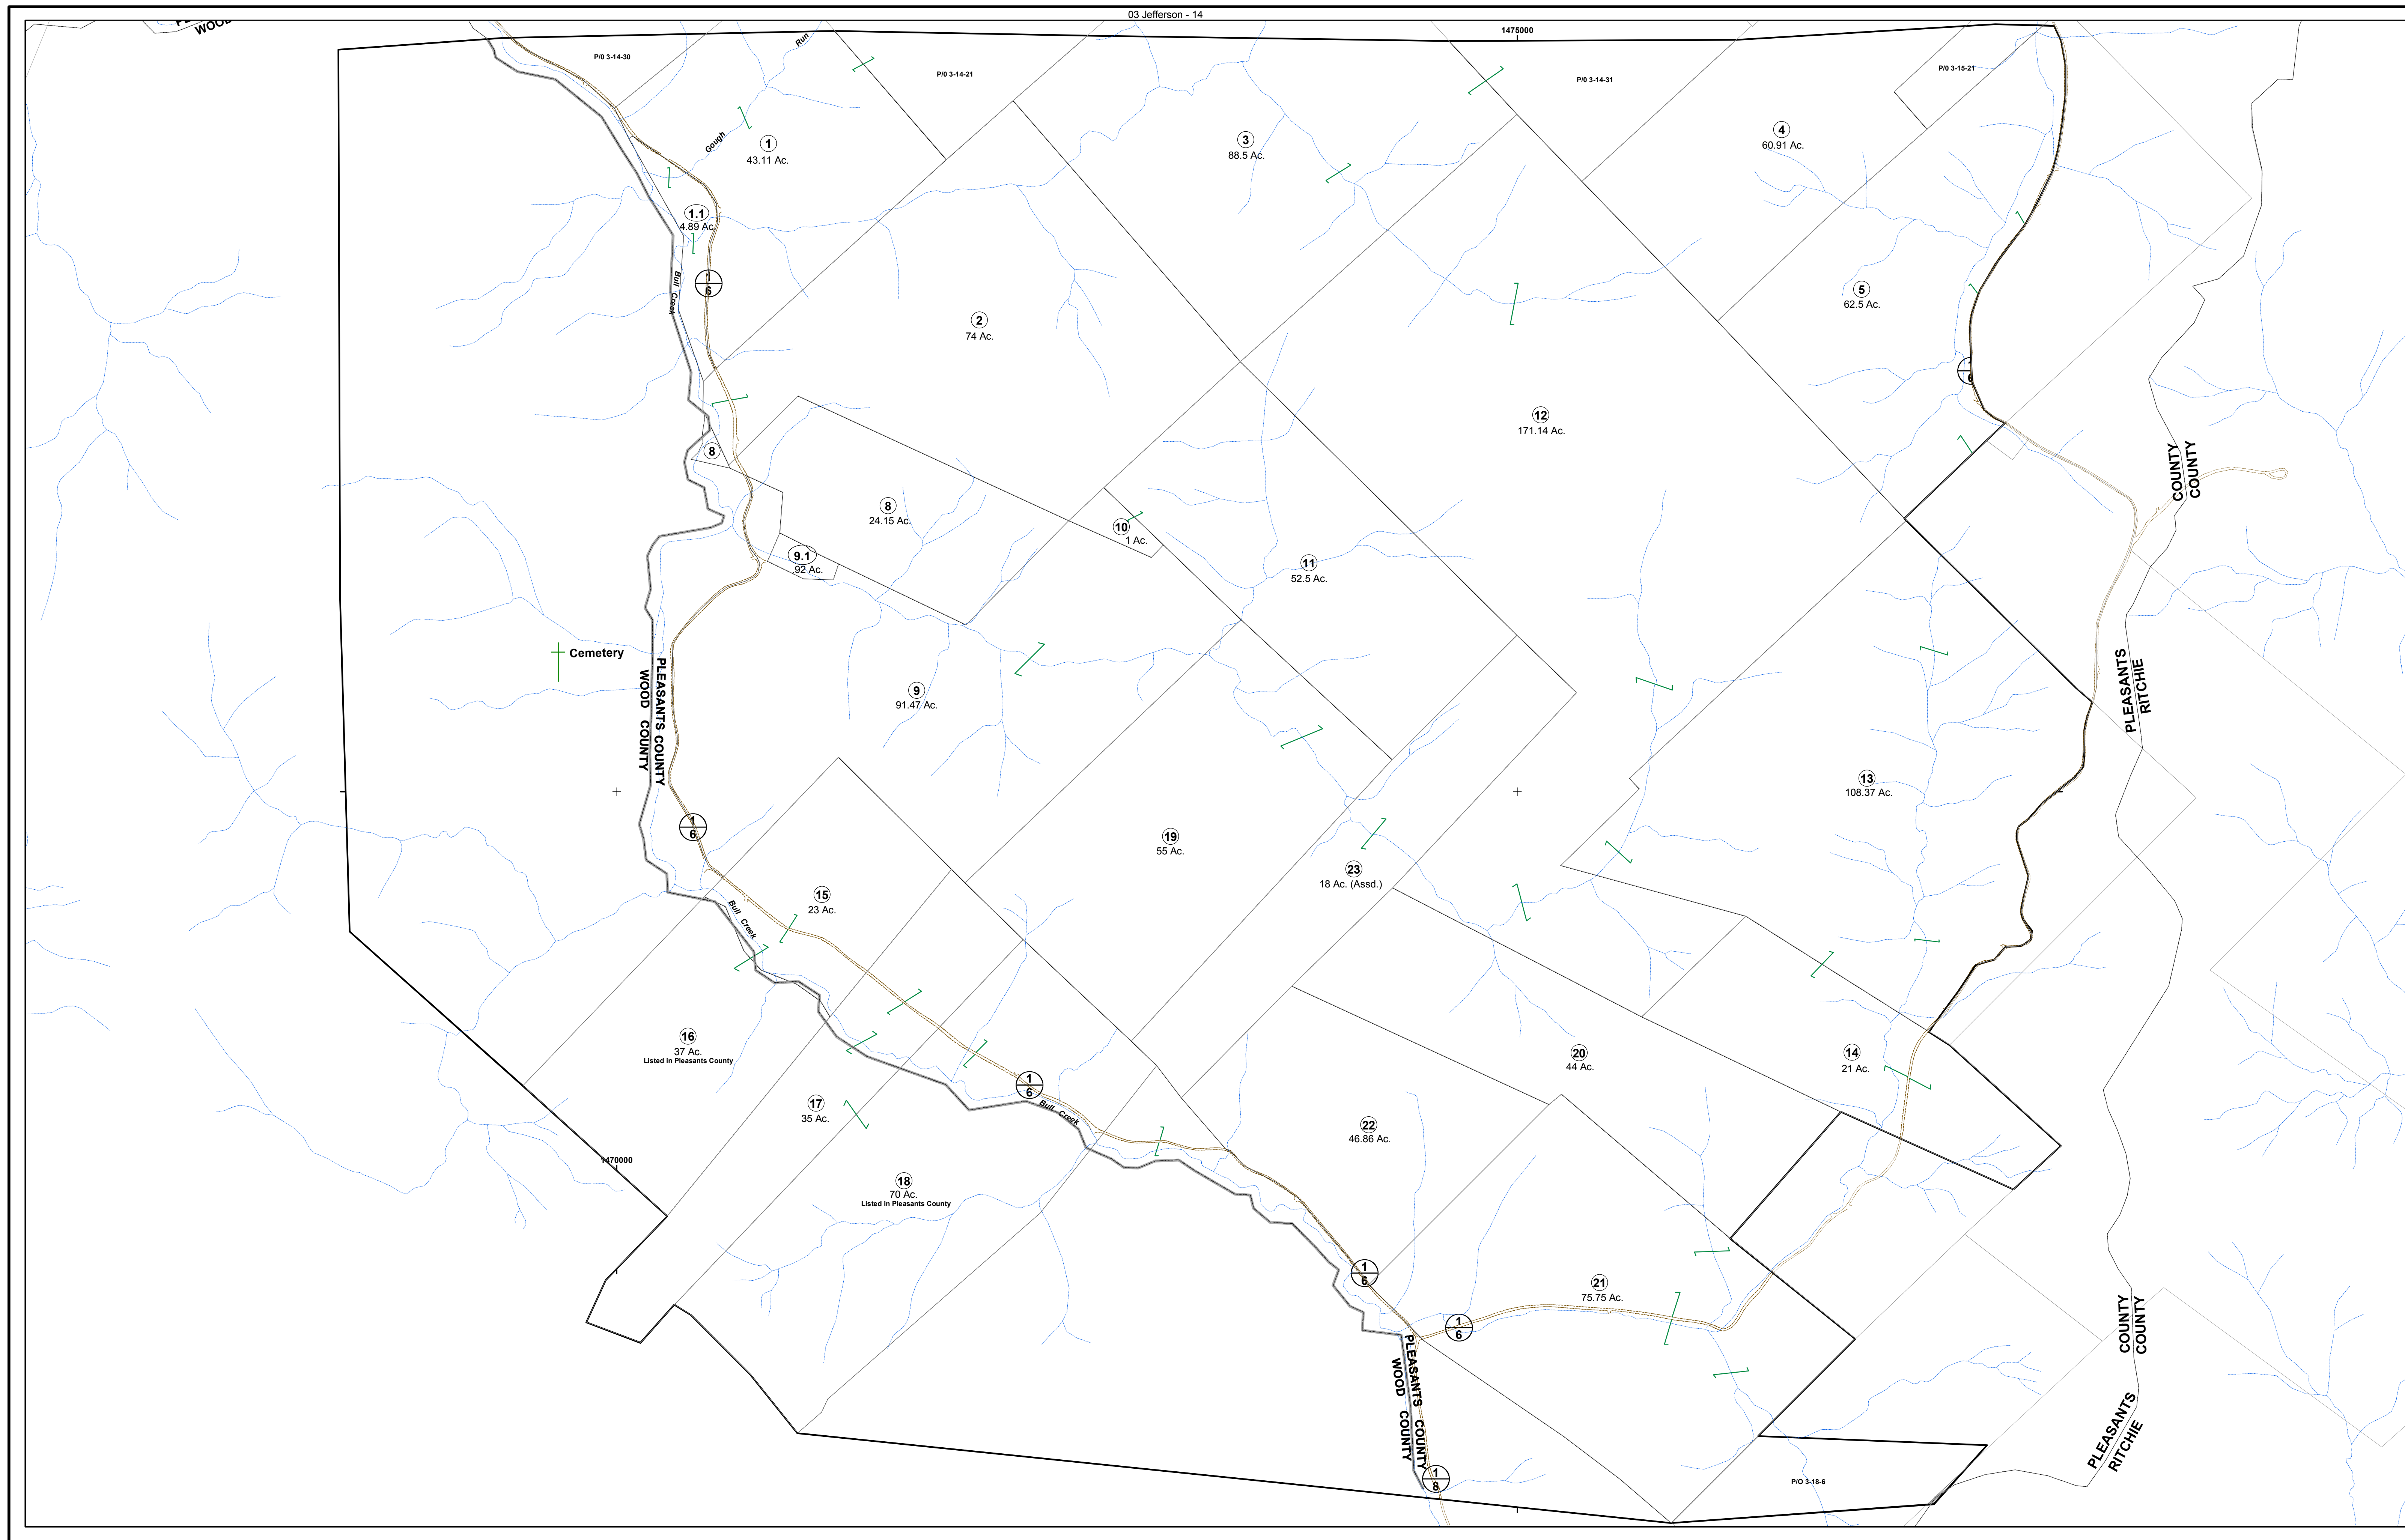 03 Jefferson - 14
WOOD
1475000
P/0 3-14-30
P/0 3-14-21
P/0 3-14-31
P/0 3-15-21
Gough Run
1
43.11 Ac.
3
88.5 Ac.
4
60.91 Ac.
1.1
4.89 Ac.
1
6
Bull Creek
2
74 Ac.
5
62.5 Ac.
6
12
171.14 Ac.
8
8
24.15 Ac.
10
1 Ac.
9.1
.92 Ac.
11
52.5 Ac.
COUNTY
COUNTY
Cemetery
PLEASANTS COUNTY
WOOD COUNTY
9
91.47 Ac.
PLEASANTS
RITCHIE
13
108.37 Ac.
1
6
19
55 Ac.
23
18 Ac. (Assd.)
15
23 Ac.
Bull Creek
16
37 Ac.
Listed in Pleasants County
20
44 Ac.
14
21 Ac.
1
6
Bull Creek
17
35 Ac.
22
46.86 Ac.
1470000
18
70 Ac.
Listed in Pleasants County
1
6
21
75.75 Ac.
1
6
COUNTY
COUNTY
PLEASANTS COUNTY
WOOD COUNTY
PLEASANTS
RITCHIE
1
8
P/O 3-18-6